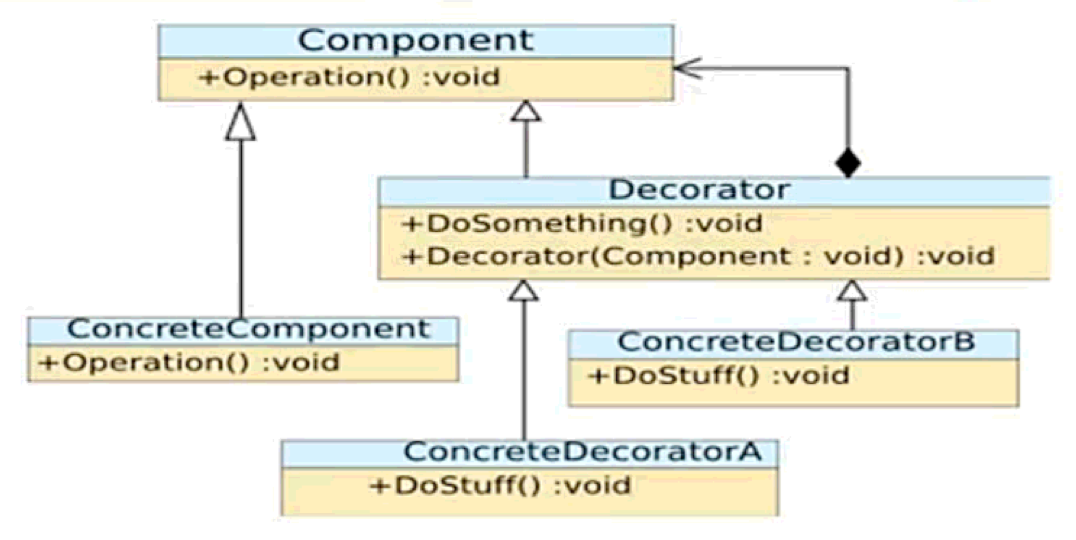 Component
+Operation() :void
Decorator
+DoSomething() :void
+Decorator(Component : void) :void
ConcreteComponent
+Operation() :void
ConcreteDecoratorB
+DoStuff() :void
ConcreteDecoratorA
+DoStuff() :void